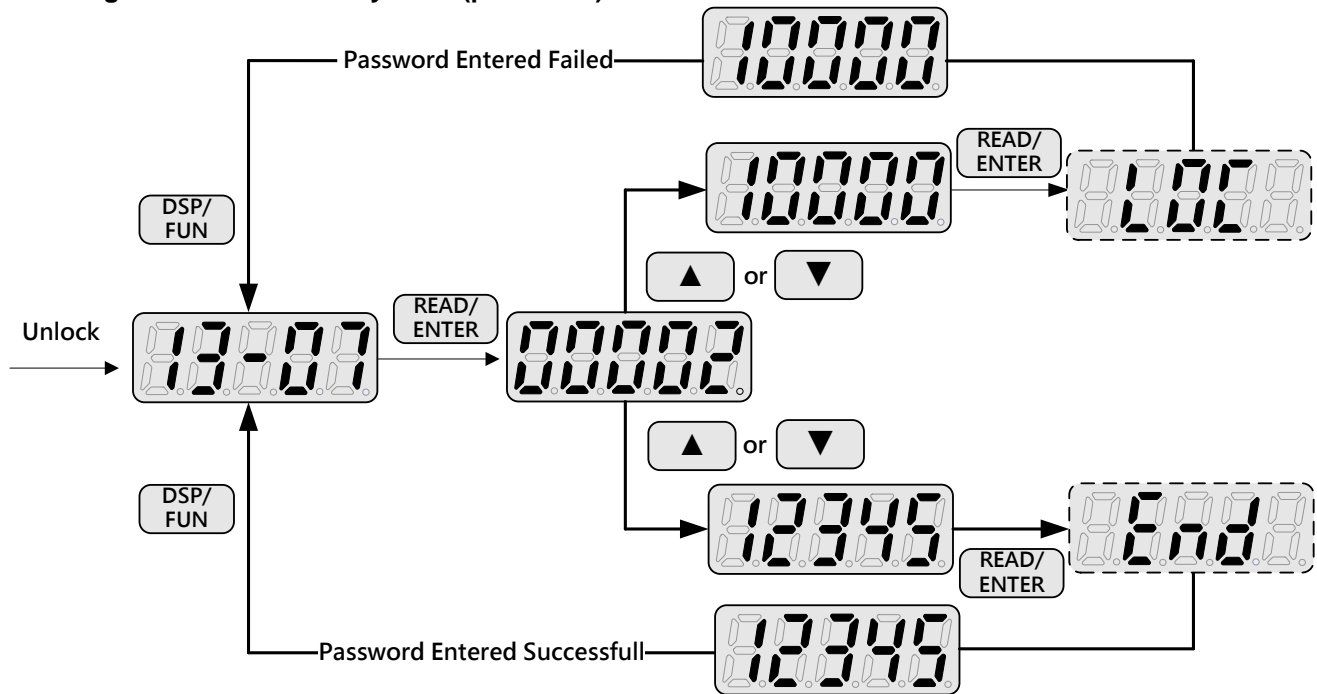 10000
Password Entered Failed
10000
READ/
ENTER
LOC
DSP/
FUN
▲ or ▼
Unlock
13-07
READ/
ENTER
00002
▲ or ▼
DSP/
FUN
12345
READ/
ENTER
End
Password Entered Successfull
12345